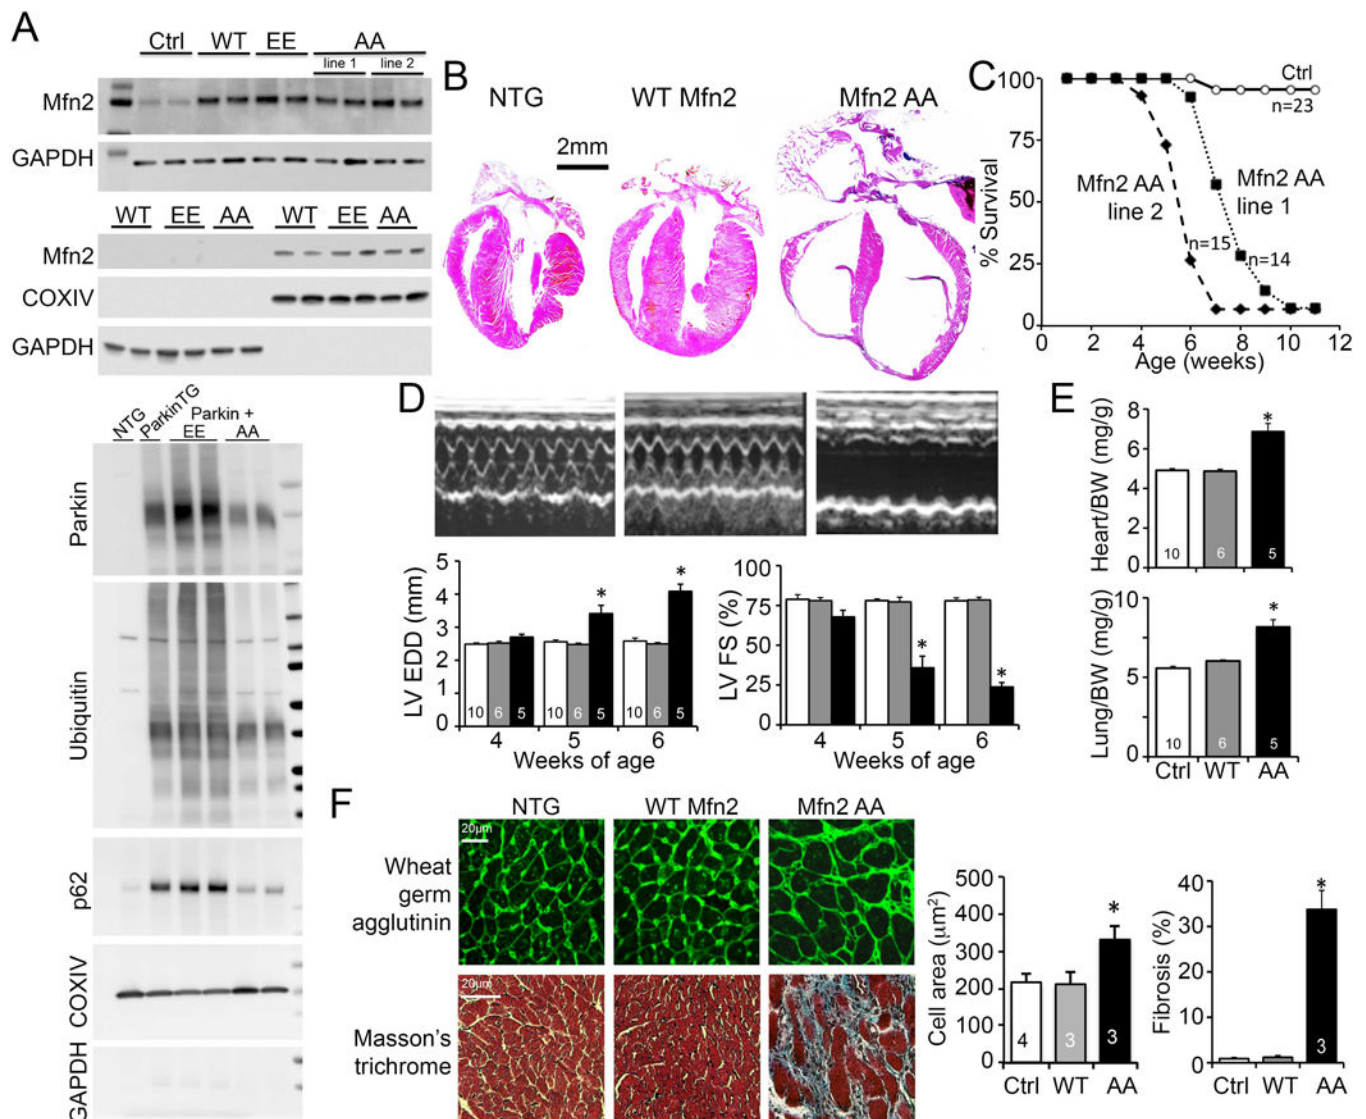 A
Ctrl WT EE AA
line 1 line 2
Mfn2
GAPDH
WT EE AA WT EE AA
Mfn2
COXIV
GAPDH
NTG ParkinTG Parkin +
EE AA
Parkin
Ubiquitin
p62
COXIV
GAPDH
B
NTG WT Mfn2 Mfn2 AA
2mm
C
% Survival
100
75
50
25
0
Ctrl
n=23
Mfn2 AA
line 2
Mfn2 AA
line 1
n=15
n=14
0 2 4 6 8 10 12
Age (weeks)
D
LV EDD (mm)
5
4
3
2
1
0
* *
10 6 5 10 6 5 10 6 5
4 5 6
Weeks of age
LV FS (%)
100
75
50
25
0
* *
4 5 6
Weeks of age
E
Heart/BW (mg/g)
8
6
4
2
0
*
10 6 5
Lung/BW (mg/g)
10
5
0
*
10 6 5
Ctrl WT AA
F
NTG WT Mfn2 Mfn2 AA
20µm
Wheat
germ
agglutinin
20µm
Masson's
trichrome
Cell area (µm²)
500
400
300
200
100
0
*
4 3 3
Ctrl WT AA
Fibrosis (%)
40
30
20
10
0
*
3
Ctrl WT AA